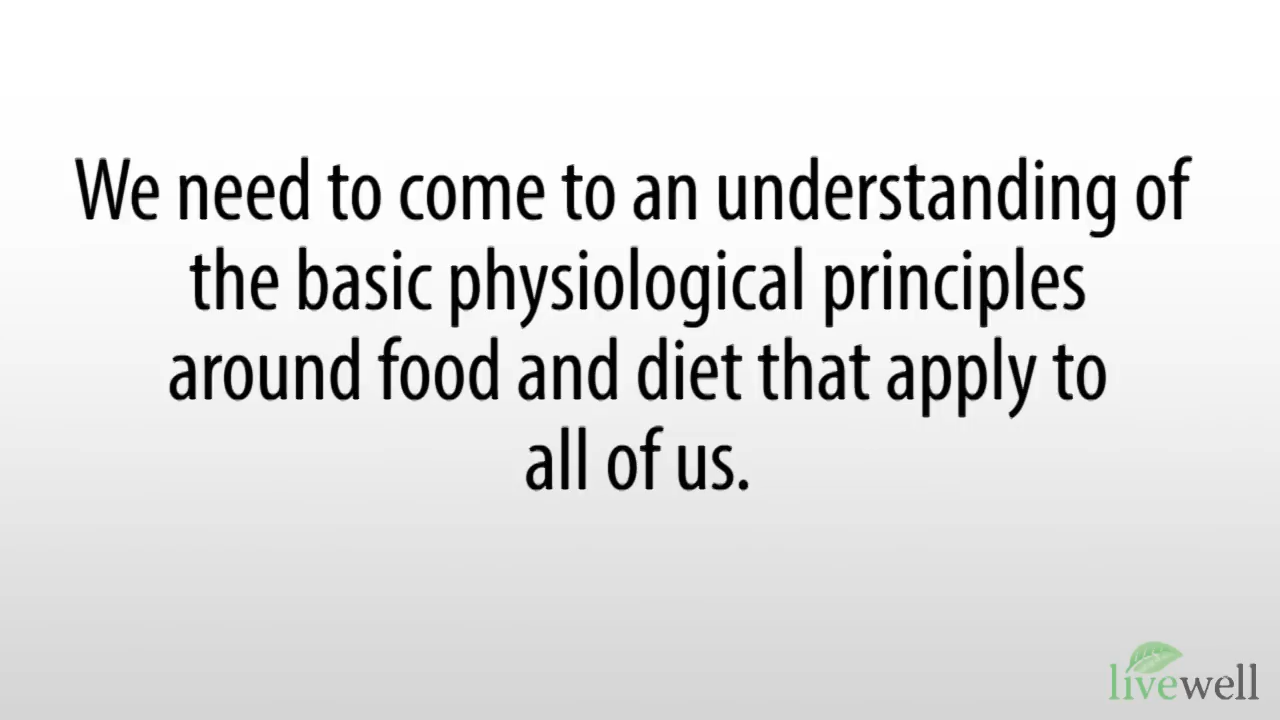 We need to come to an understanding of
the basic physiological principles
around food and diet that apply to
all of us.
livewell